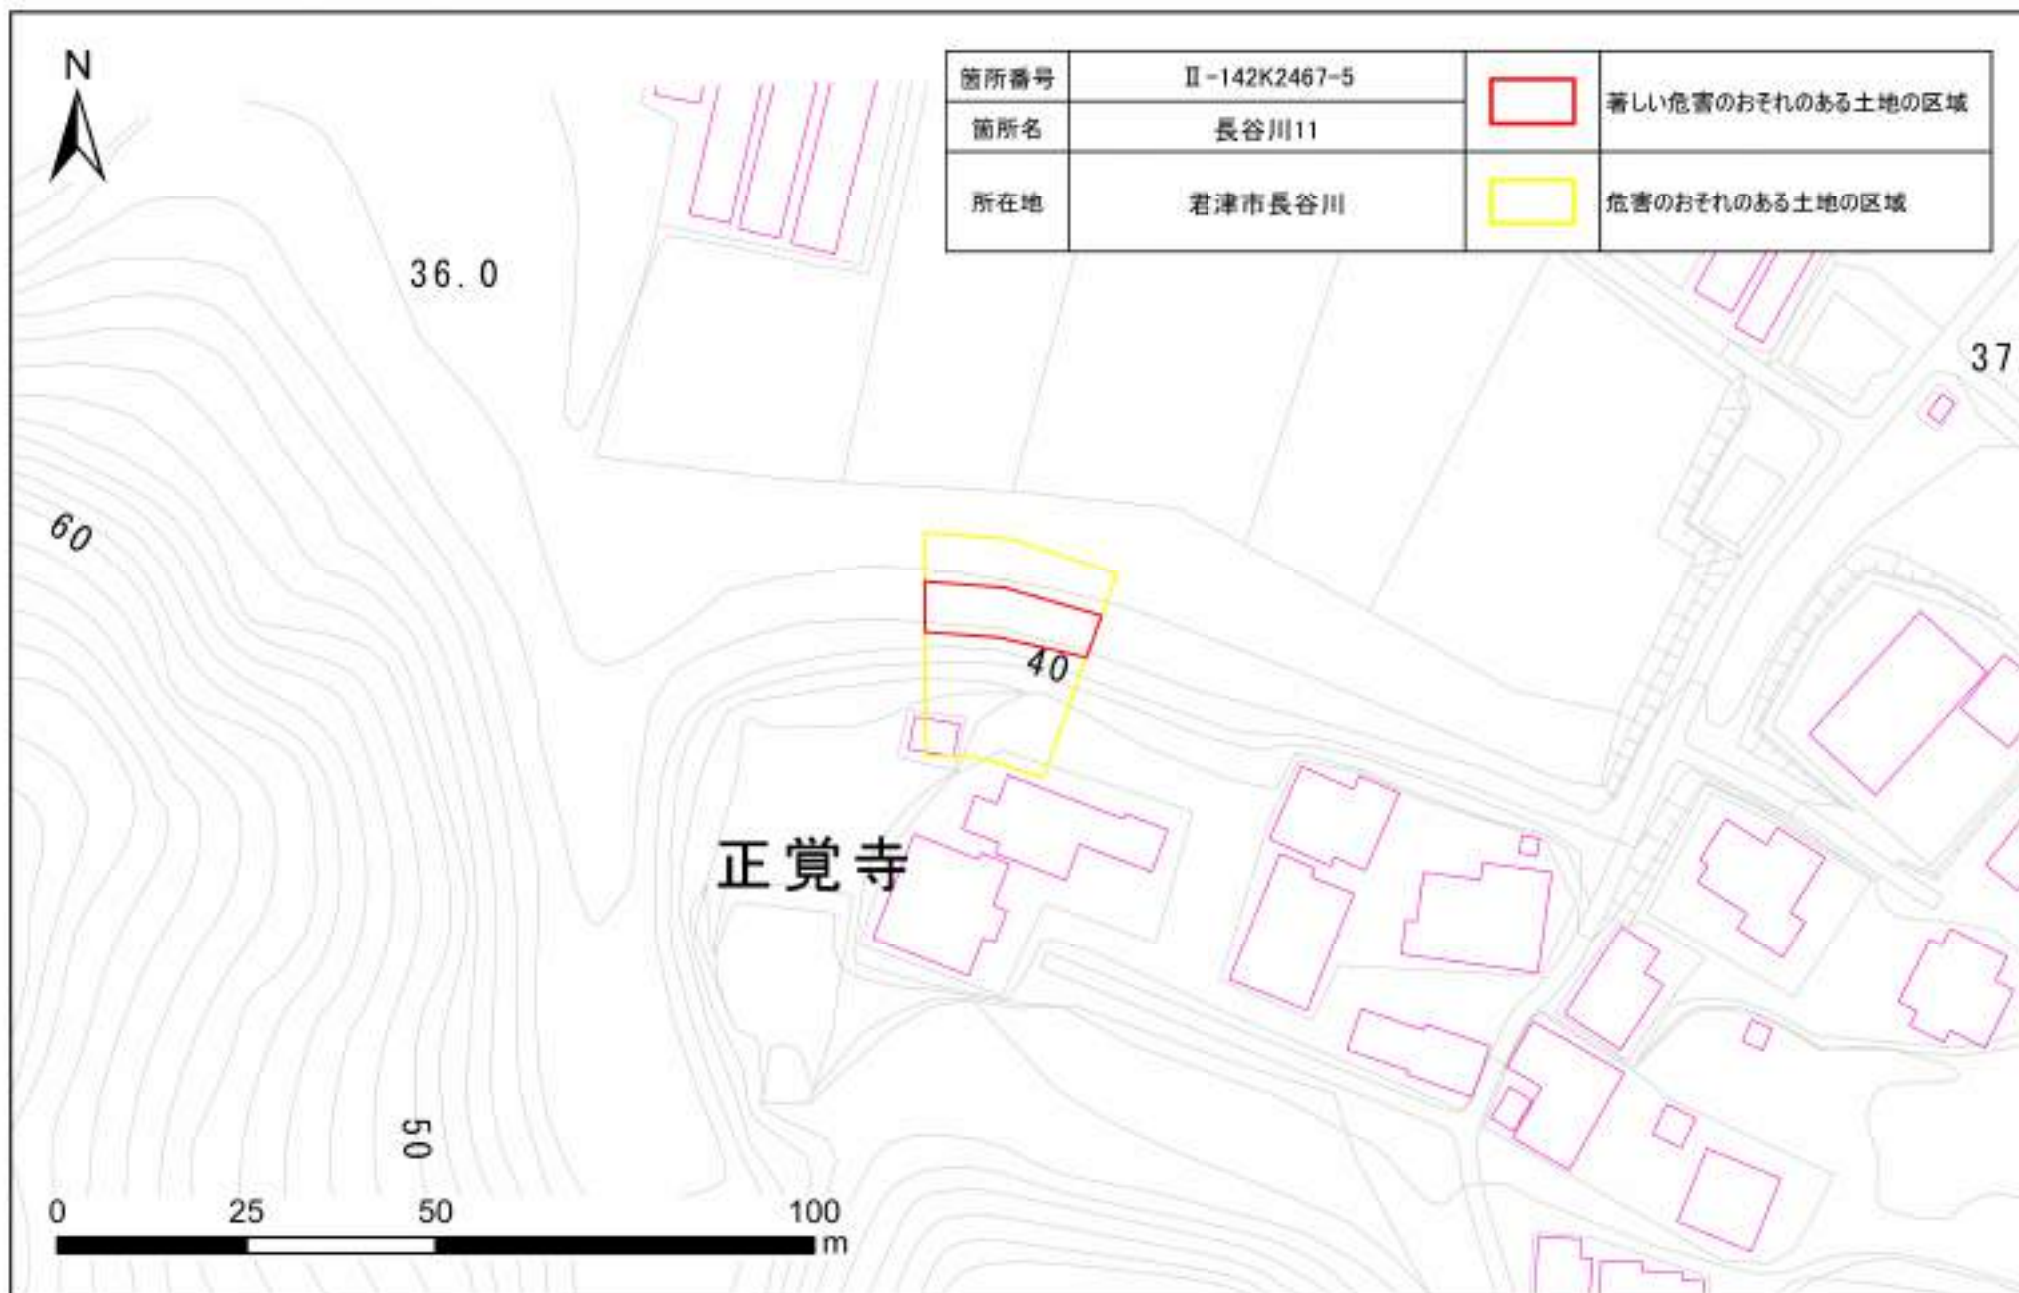 N
箇所番号 Ⅱ-142K2467-5
著しい危害のおそれのある土地の区域
箇所名 長谷川11
所在地 君津市長谷川
危害のおそれのある土地の区域
36.0
37
60
40
正覚寺
50
0 25 50 100
m